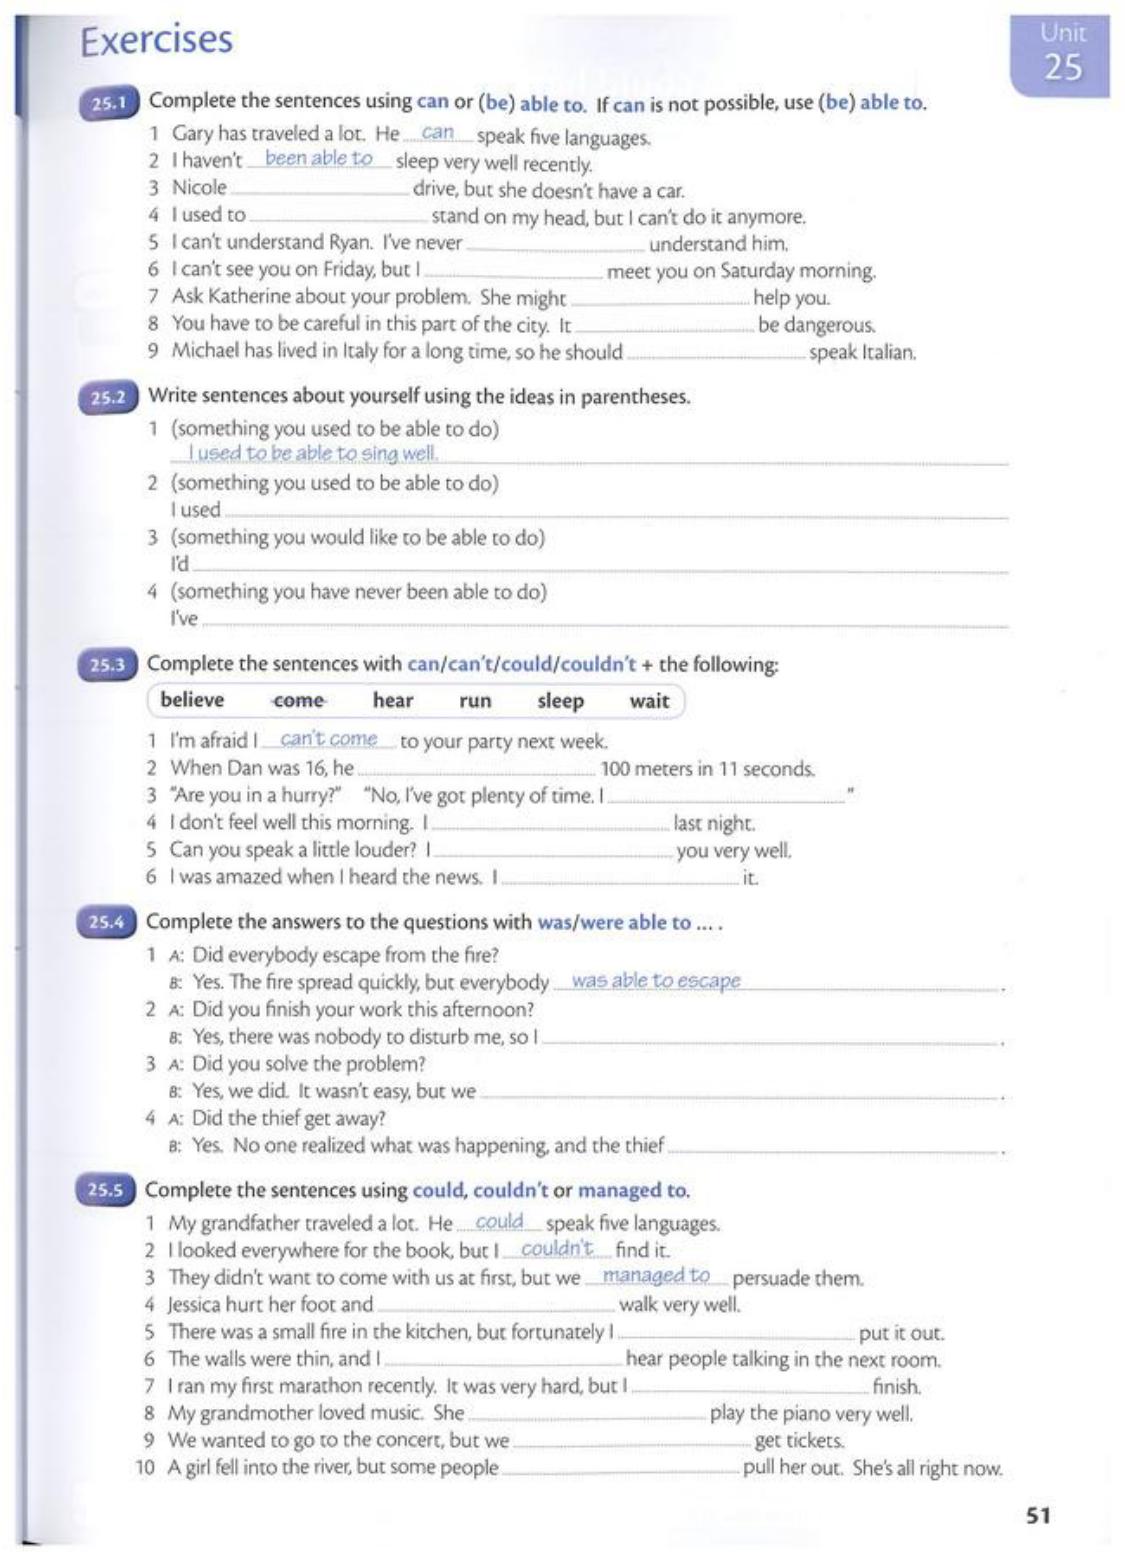 Exercises
Unit
25
25.1 Complete the sentences using can or (be) able to. If can is not possible, use (be) able to.
1 Gary has traveled a lot. He can speak five languages.
2 I haven't been able to sleep very well recently.
3 Nicole drive, but she doesn't have a car.
4 I used to stand on my head, but I can't do it anymore.
5 I can't understand Ryan. I've never understand him.
6 I can't see you on Friday, but I meet you on Saturday morning.
7 Ask Katherine about your problem. She might help you.
8 You have to be careful in this part of the city. It be dangerous.
9 Michael has lived in Italy for a long time, so he should speak Italian.
25.2 Write sentences about yourself using the ideas in parentheses.
1 (something you used to be able to do)
I used to be able to sing well.
2 (something you used to be able to do)
I used
3 (something you would like to be able to do)
I'd
4 (something you have never been able to do)
I've
25.3 Complete the sentences with can/can't/could/couldn't + the following:
believe come hear run sleep wait
1 I'm afraid I can't come to your party next week.
2 When Dan was 16, he 100 meters in 11 seconds.
3 "Are you in a hurry?" "No, I've got plenty of time. I "
4 I don't feel well this morning. I last night.
5 Can you speak a little louder? I you very well.
6 I was amazed when I heard the news. I it.
25.4 Complete the answers to the questions with was/were able to ... .
1 A: Did everybody escape from the fire?
B: Yes. The fire spread quickly, but everybody was able to escape .
2 A: Did you finish your work this afternoon?
B: Yes, there was nobody to disturb me, so I .
3 A: Did you solve the problem?
B: Yes, we did. It wasn't easy, but we .
4 A: Did the thief get away?
B: Yes. No one realized what was happening, and the thief .
25.5 Complete the sentences using could, couldn't or managed to.
1 My grandfather traveled a lot. He could speak five languages.
2 I looked everywhere for the book, but I couldn't find it.
3 They didn't want to come with us at first, but we managed to persuade them.
4 Jessica hurt her foot and walk very well.
5 There was a small fire in the kitchen, but fortunately I put it out.
6 The walls were thin, and I hear people talking in the next room.
7 I ran my first marathon recently. It was very hard, but I finish.
8 My grandmother loved music. She play the piano very well.
9 We wanted to go to the concert, but we get tickets.
10 A girl fell into the river, but some people pull her out. She's all right now.
51